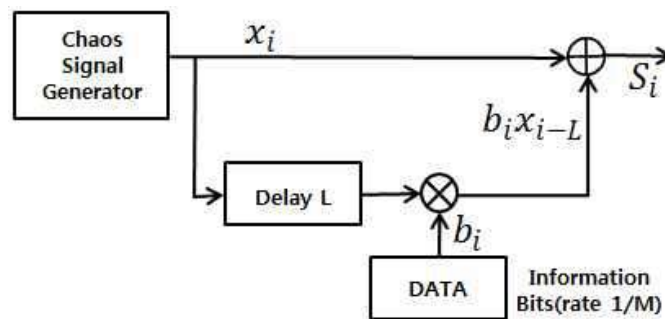 Chaos
Signal
Generator
x_i
S_i
b_i x_{i-L}
Delay L
b_i
DATA
Information
Bits(rate 1/M)